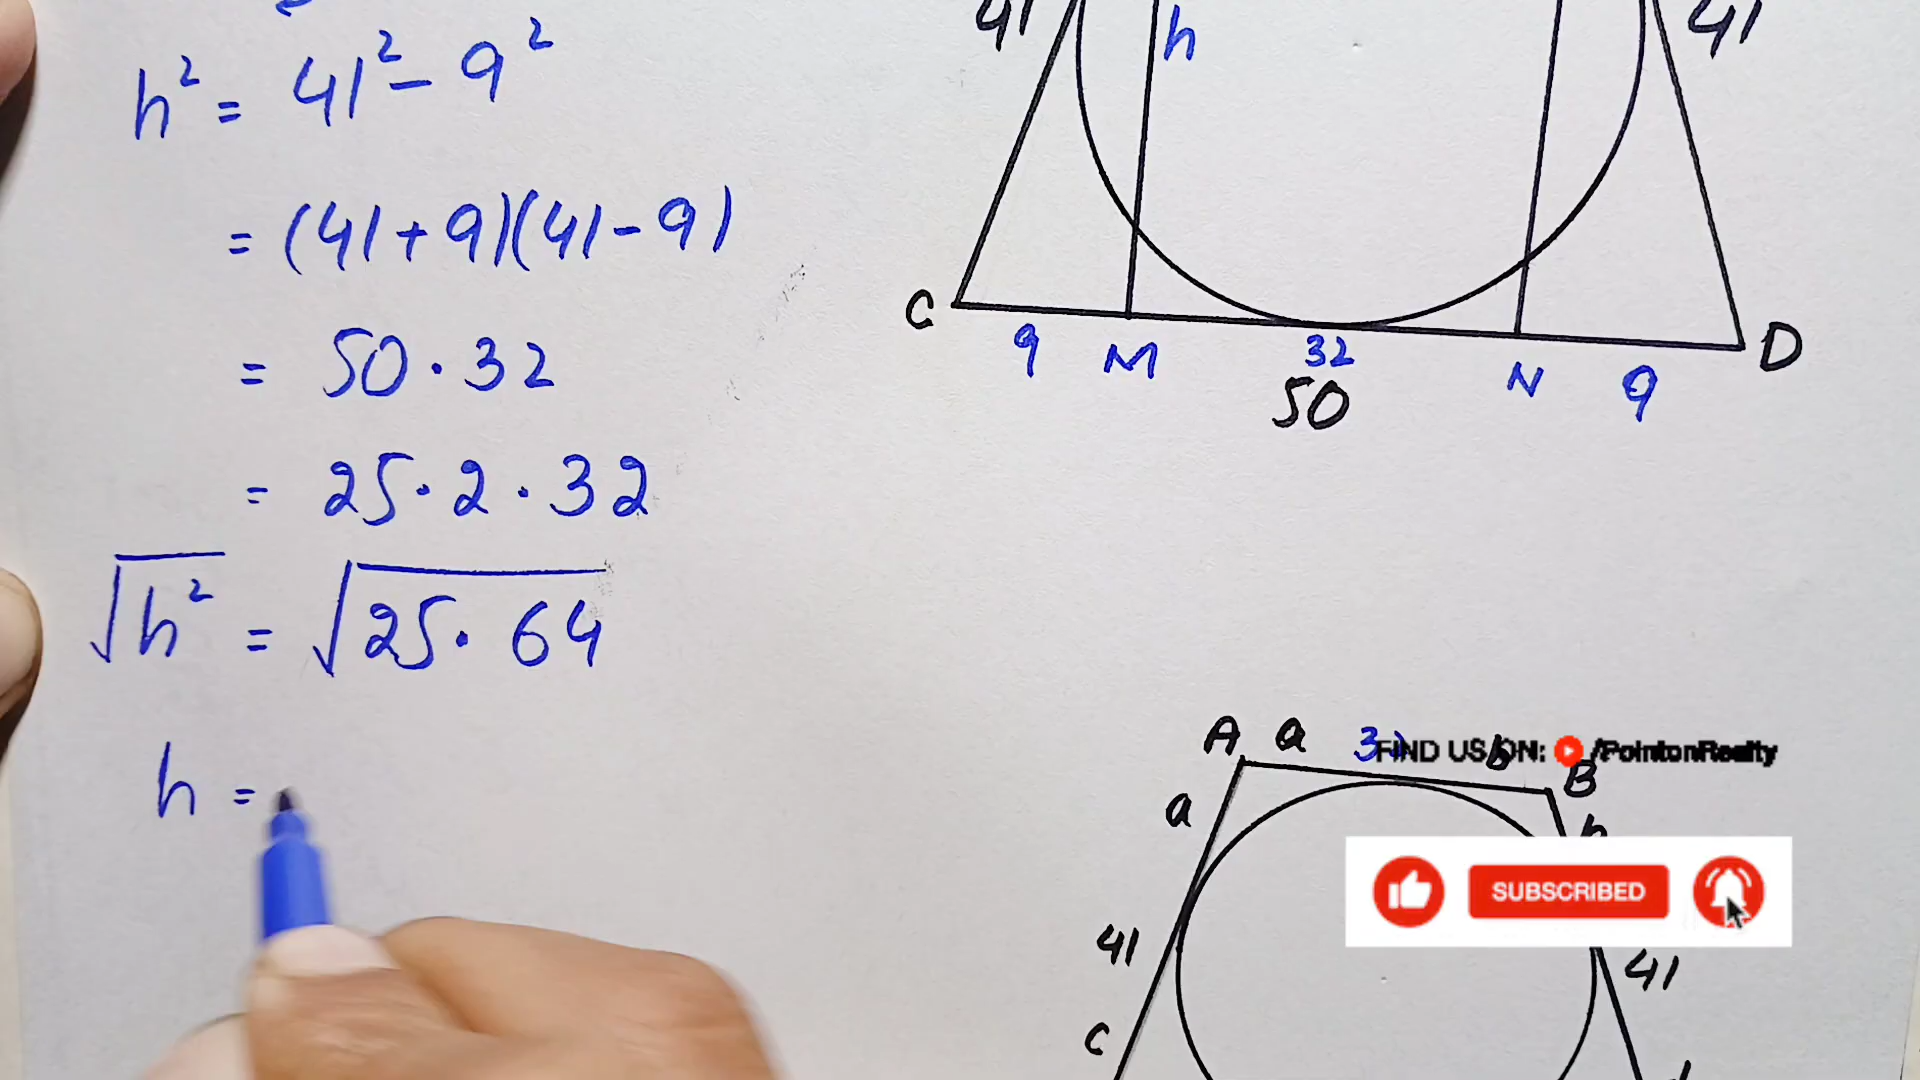 h² = 41² - 9²
= (41 + 9)(41 - 9)
= 50 · 32
= 25 · 2 · 32
√h² = √25 · 64
h =
41 h 41
C D
9 M 32 N 9
50
A a b B
a
41 41
c
FIND US ON: /PointonRealty
SUBSCRIBED